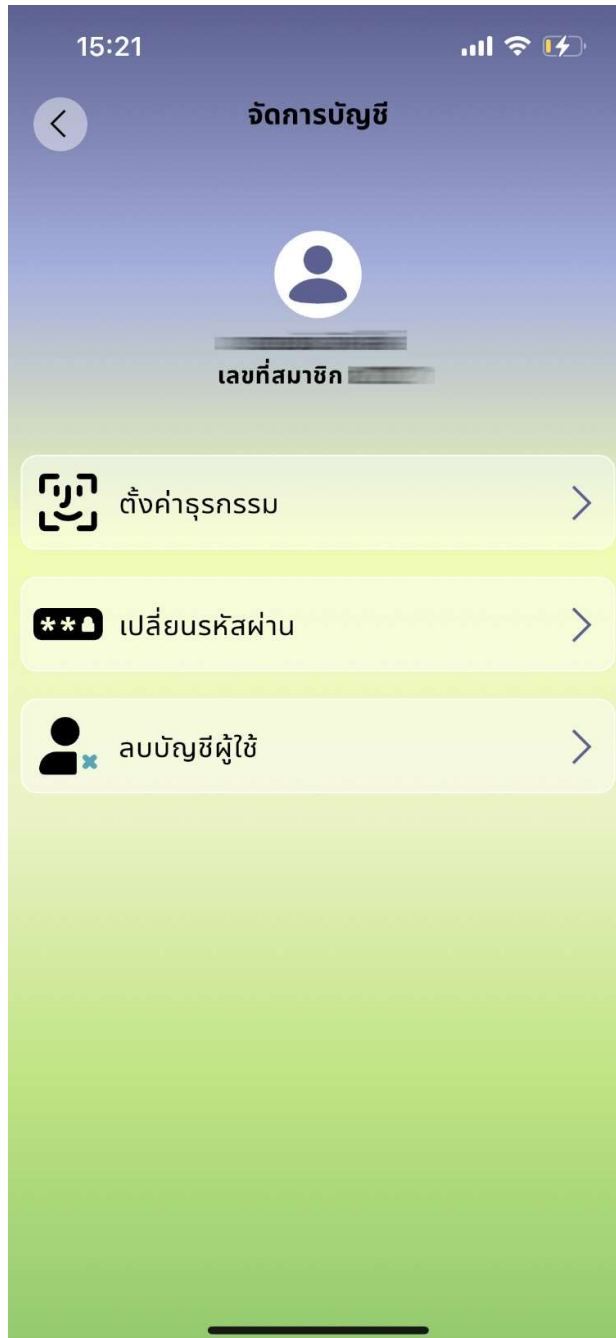 15:21
จัดการบัญชี
เลขที่สมาชิก
ตั้งค่าธุรกรรม
เปลี่ยนรหัสผ่าน
ลบบัญชีผู้ใช้